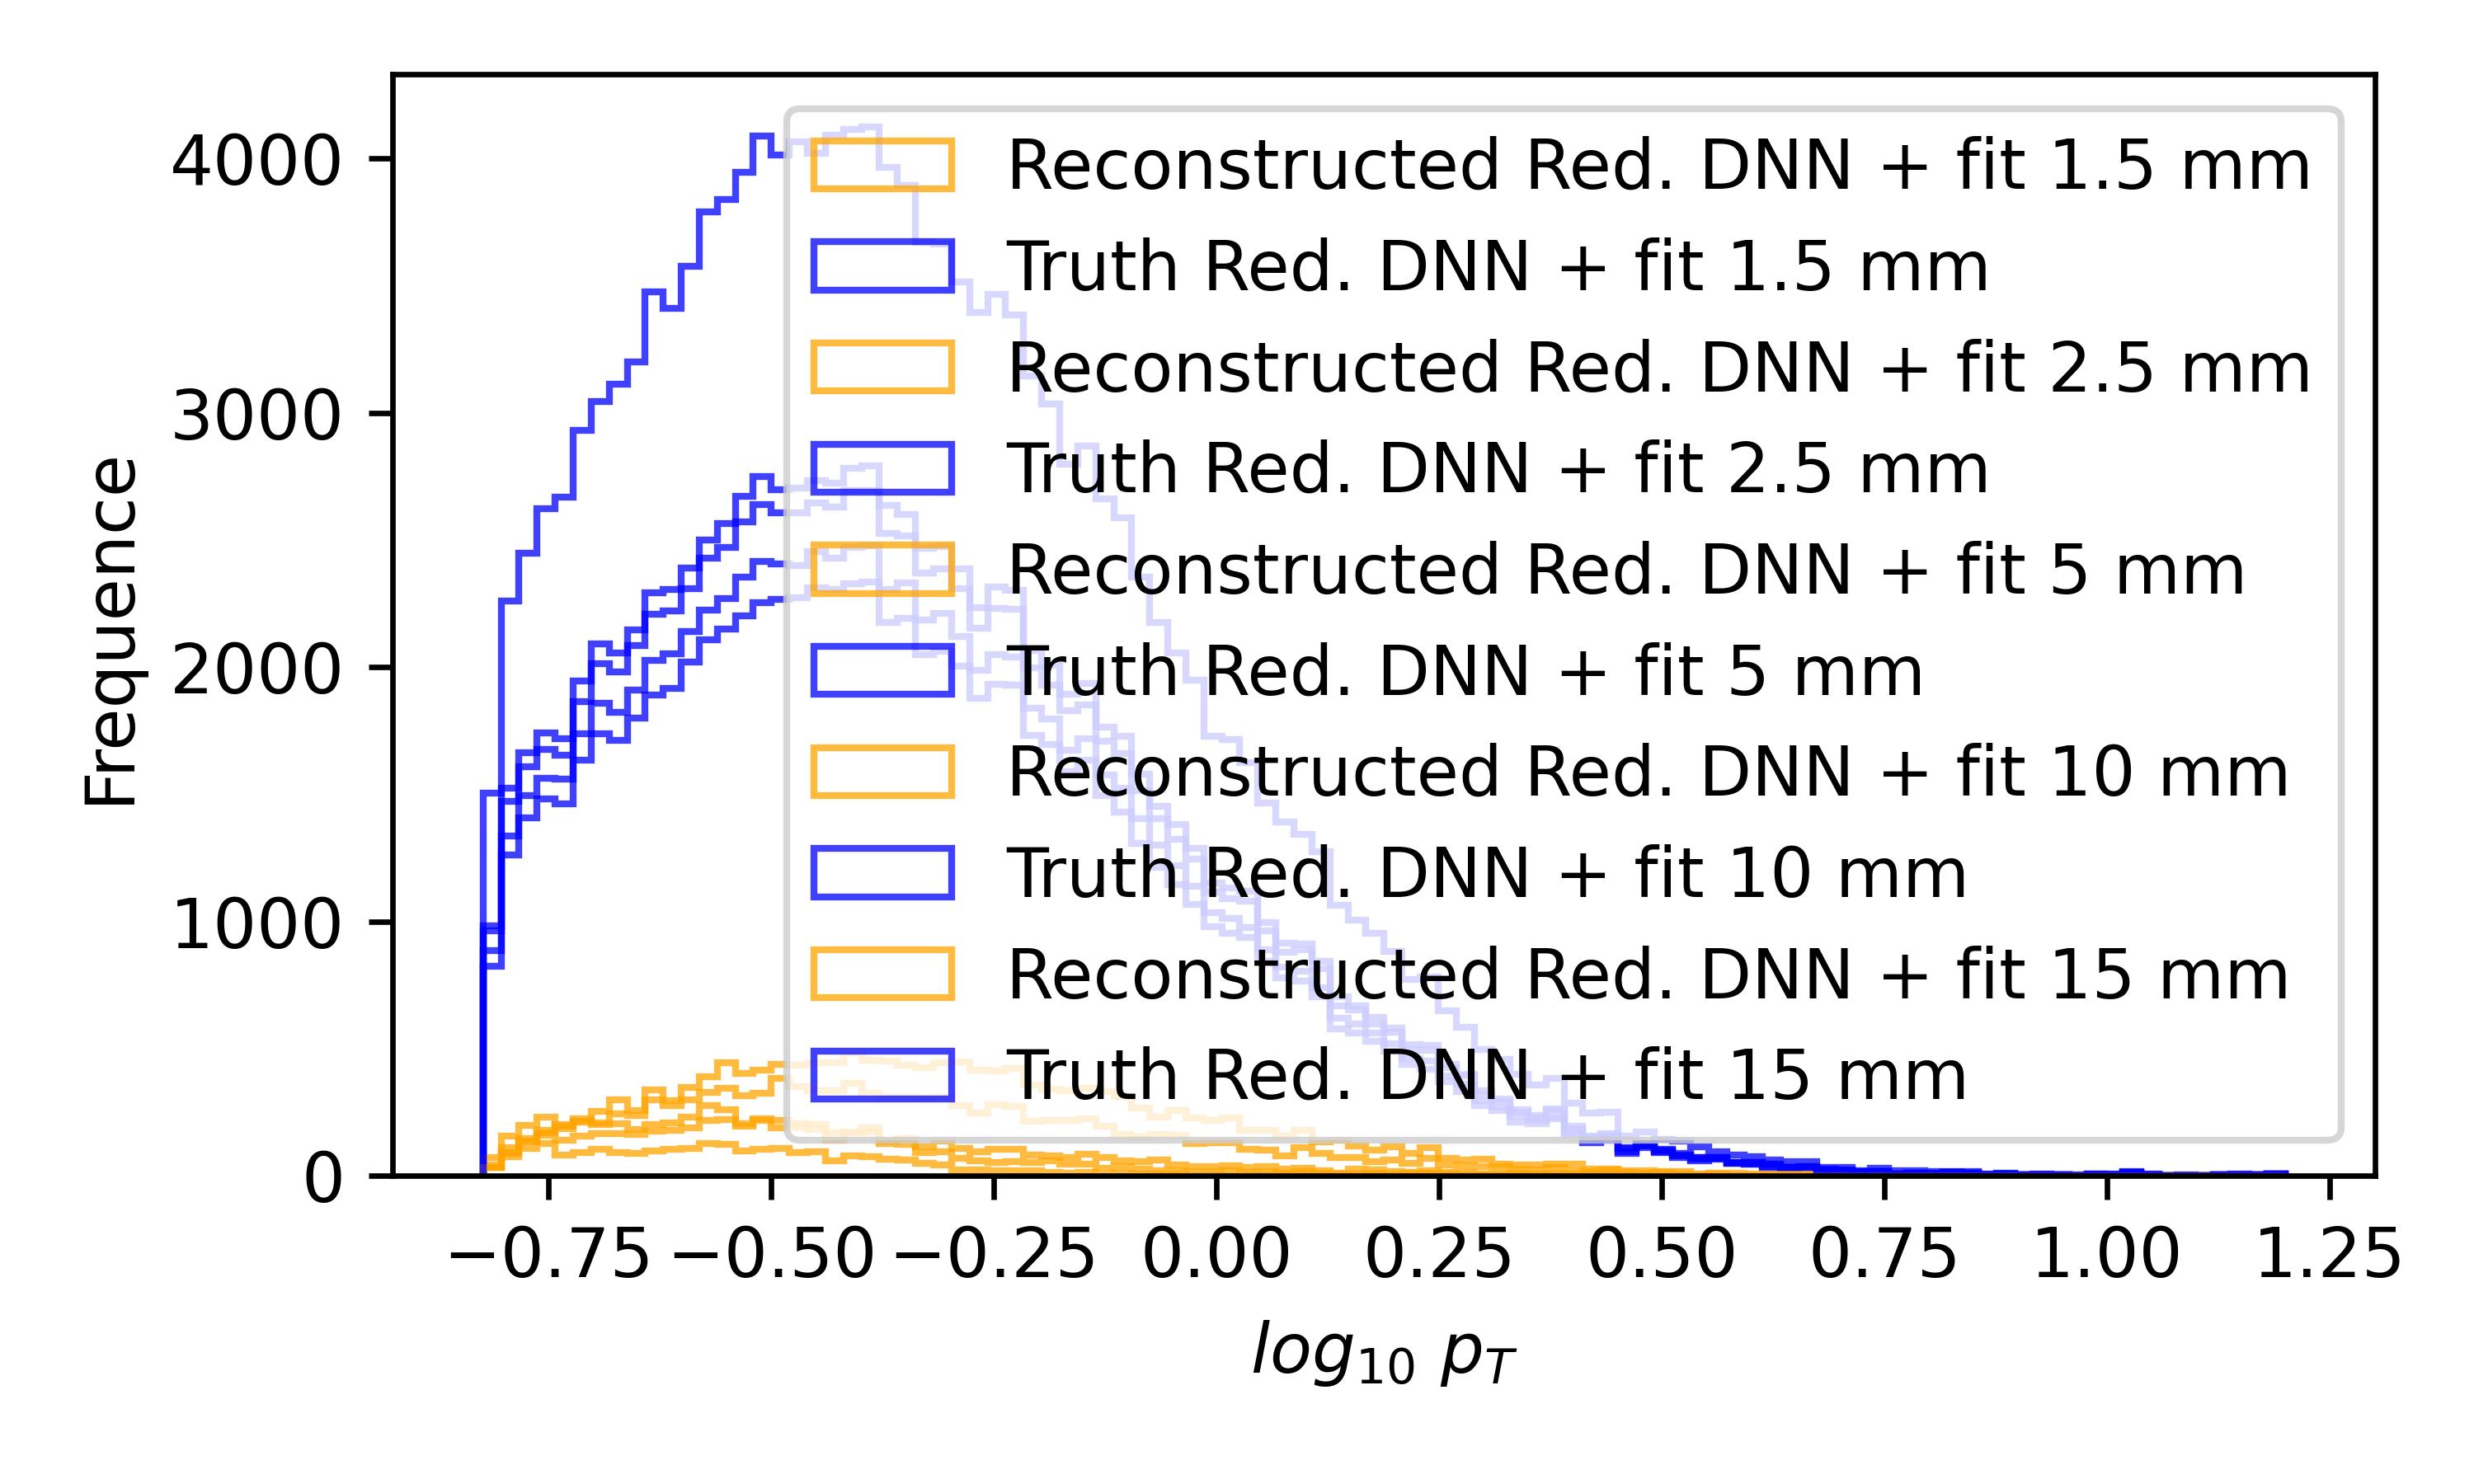 4000
3000
2000
1000
0
Frequence
Reconstructed Red. DNN + fit 1.5 mm
Truth Red. DNN + fit 1.5 mm
Reconstructed Red. DNN + fit 2.5 mm
Truth Red. DNN + fit 2.5 mm
Reconstructed Red. DNN + fit 5 mm
Truth Red. DNN + fit 5 mm
Reconstructed Red. DNN + fit 10 mm
Truth Red. DNN + fit 10 mm
Reconstructed Red. DNN + fit 15 mm
Truth Red. DNN + fit 15 mm
−0.75 −0.50 −0.25 0.00 0.25 0.50 0.75 1.00 1.25
log₁₀ p_T